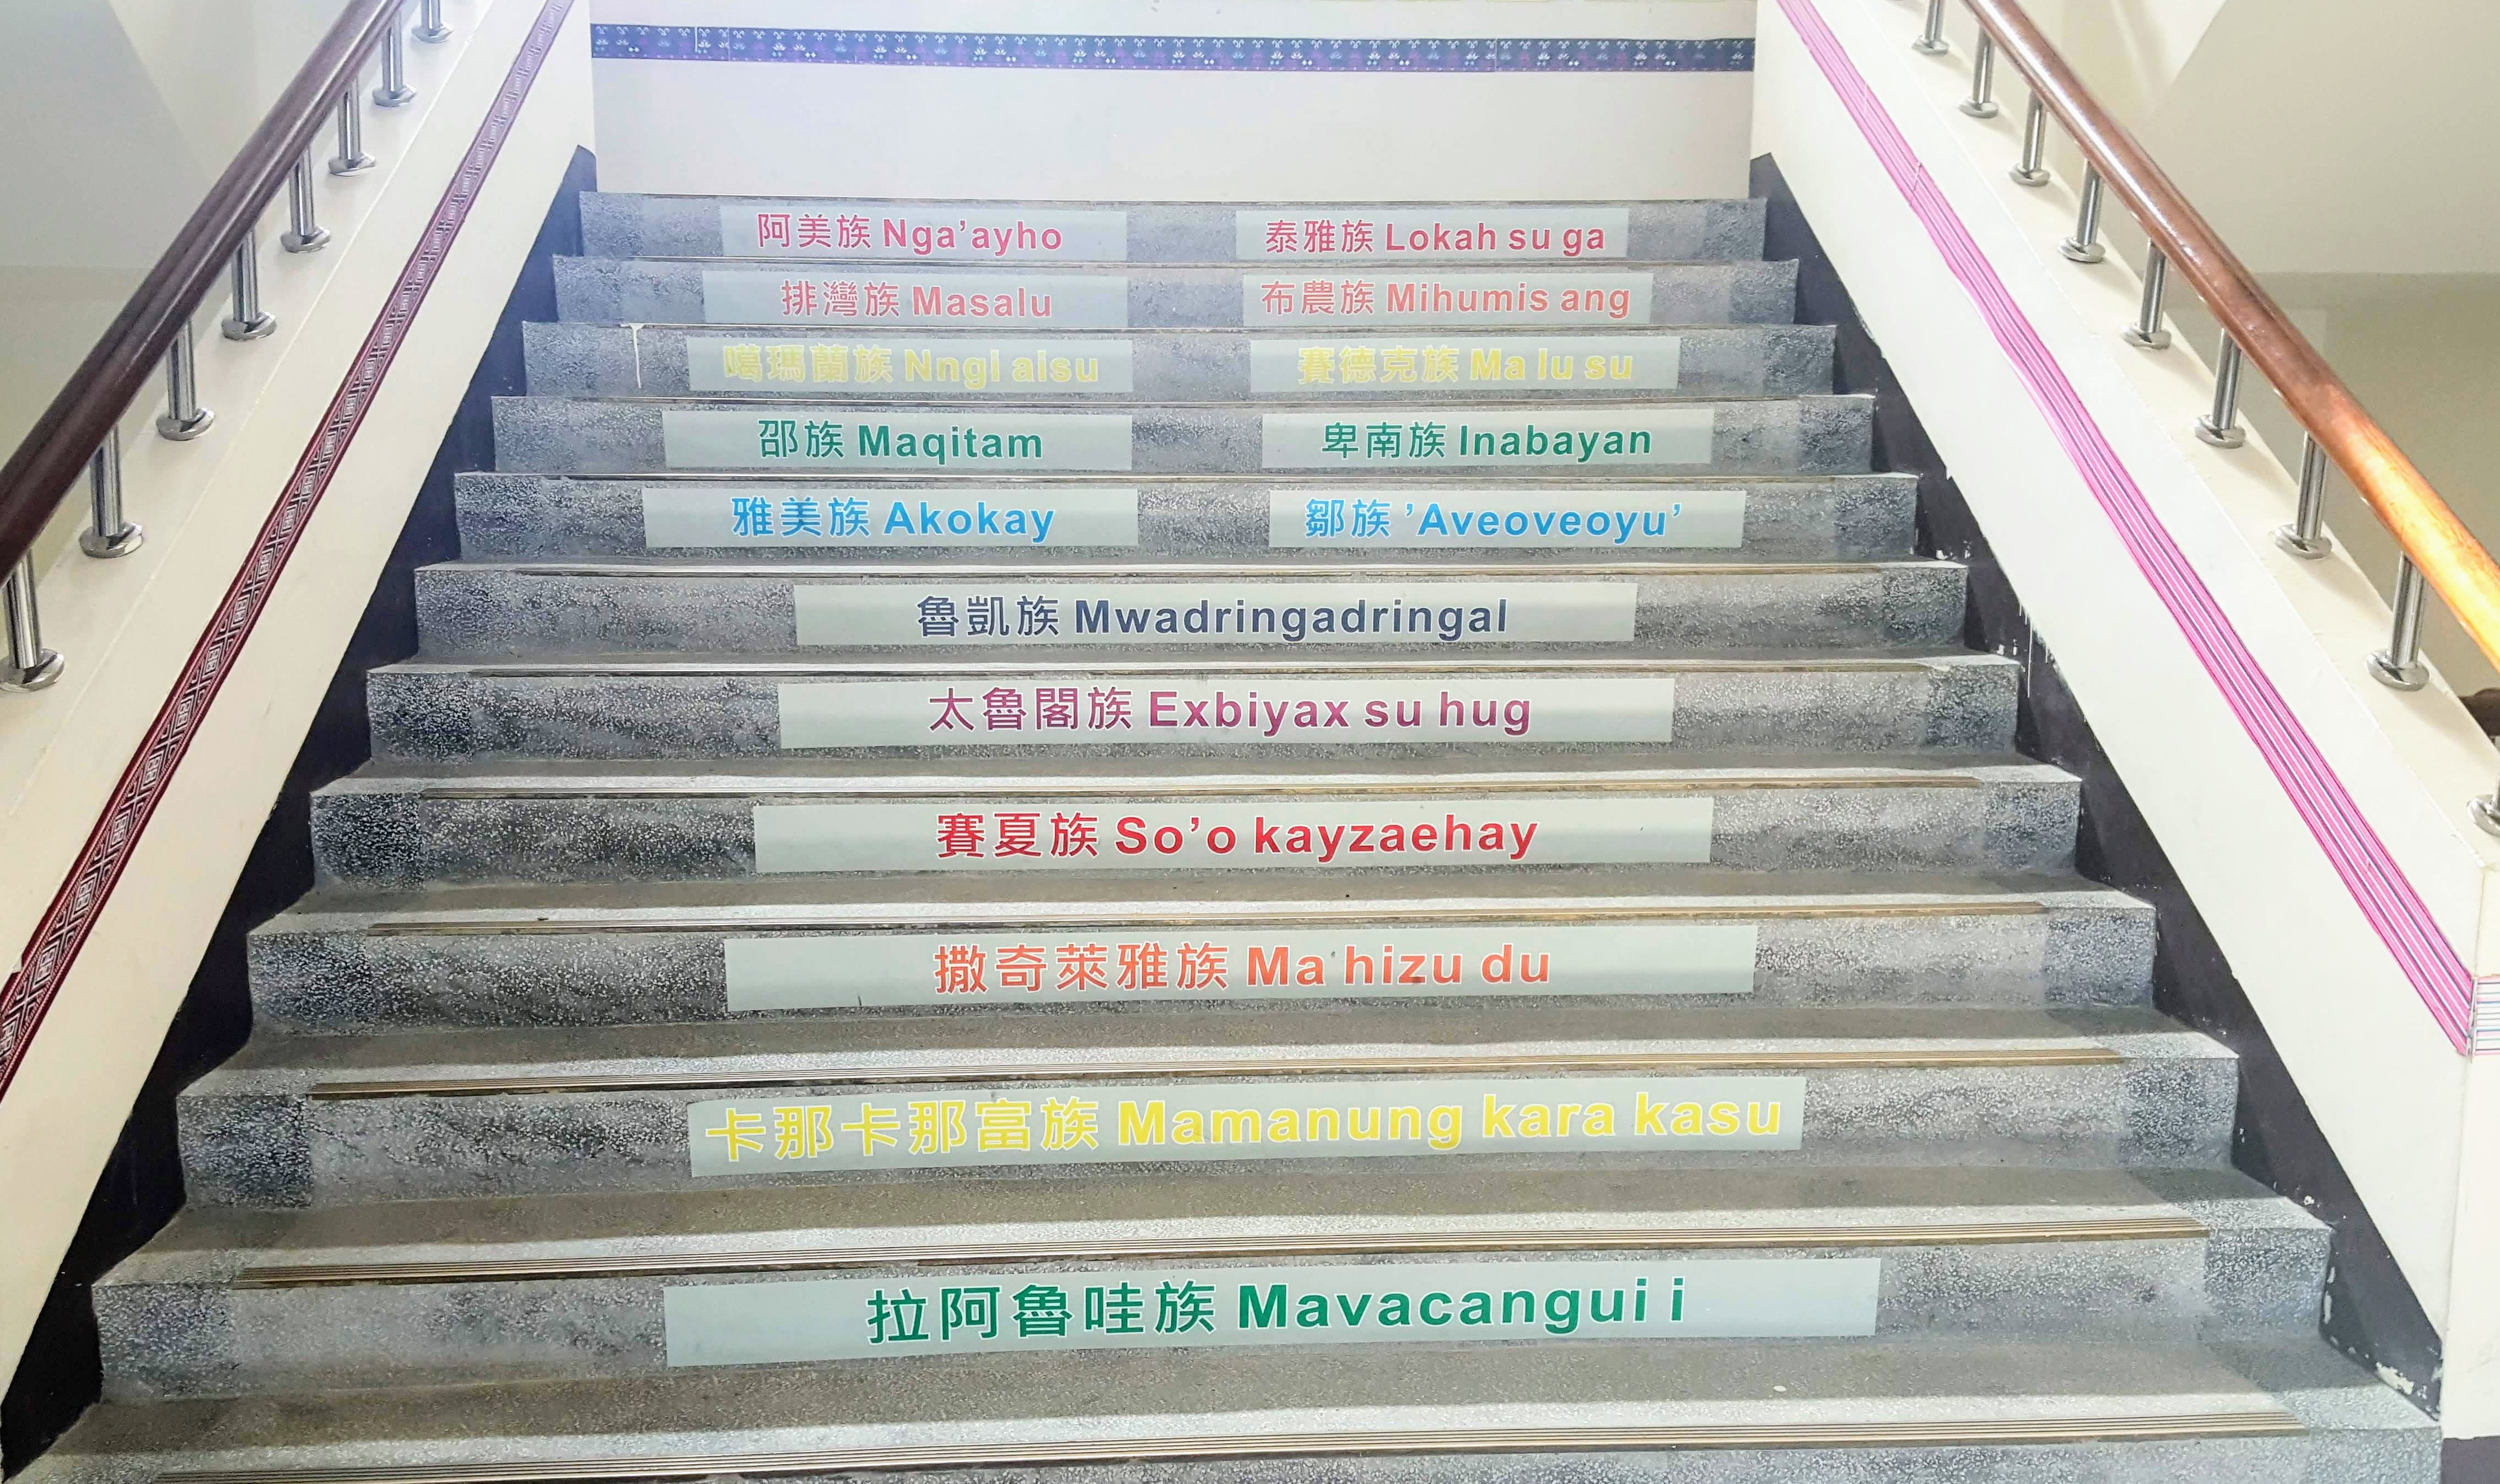 阿美族 Nga’ayho
泰雅族 Lokah su ga
排灣族 Masalu
布農族 Mihumis ang
噶瑪蘭族 Nngi aisu
賽德克族 Ma lu su
邵族 Maqitam
卑南族 Inabayan
雅美族 Akokay
鄒族 ’Aveoveoyu’
魯凱族 Mwadringadringal
太魯閣族 Exbiyax su hug
賽夏族 So’o kayzaehay
撒奇萊雅族 Ma hizu du
卡那卡那富族 Mamanung kara kasu
拉阿魯哇族 Mavacangui i